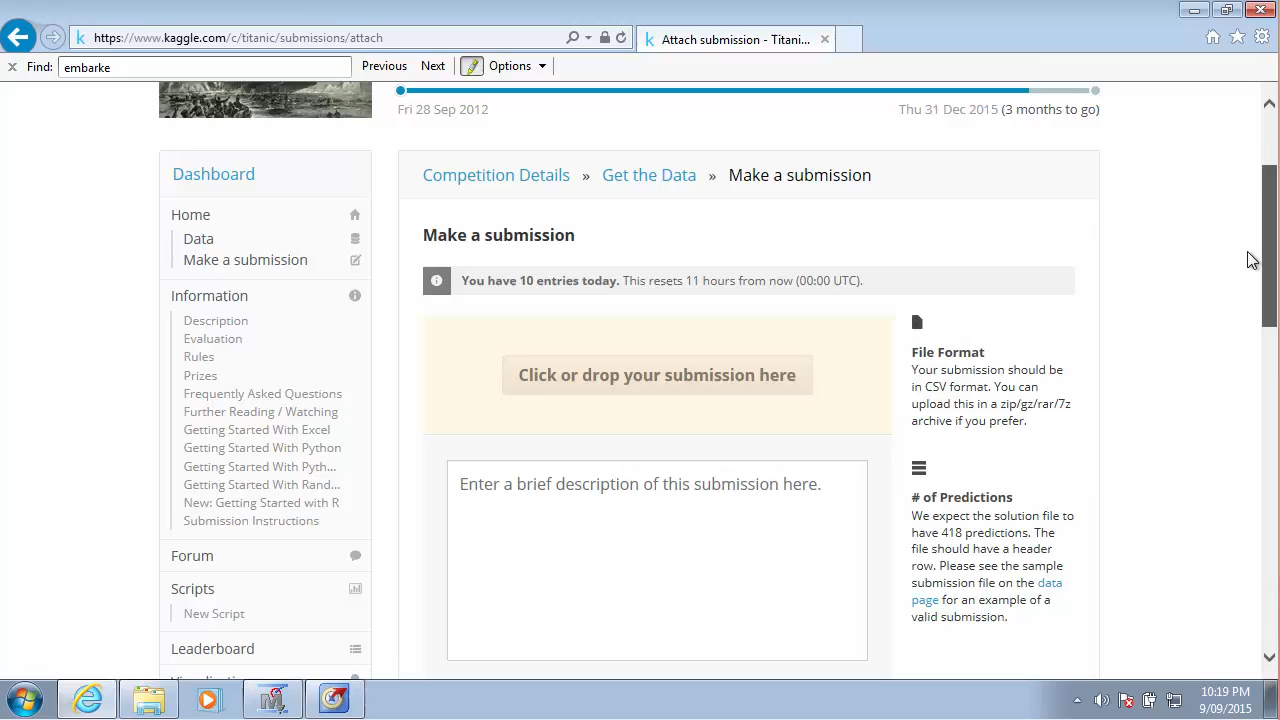 https://www.kaggle.com/c/titanic/submissions/attach
Attach submission - Titani...
Find: embarke
Previous Next Options
Fri 28 Sep 2012
Thu 31 Dec 2015 (3 months to go)
Dashboard
Home
Data
Make a submission
Information
Description
Evaluation
Rules
Prizes
Frequently Asked Questions
Further Reading / Watching
Getting Started With Excel
Getting Started With Python
Getting Started With Pyth...
Getting Started With Rand...
New: Getting Started with R
Submission Instructions
Forum
Scripts
New Script
Leaderboard
Competition Details » Get the Data » Make a submission
Make a submission
You have 10 entries today. This resets 11 hours from now (00:00 UTC).
Click or drop your submission here
Enter a brief description of this submission here.
File Format
Your submission should be
in CSV format. You can
upload this in a zip/gz/rar/7z
archive if you prefer.
# of Predictions
We expect the solution file to
have 418 predictions. The
file should have a header
row. Please see the sample
submission file on the data
page for an example of a
valid submission.
10:19 PM
9/09/2015